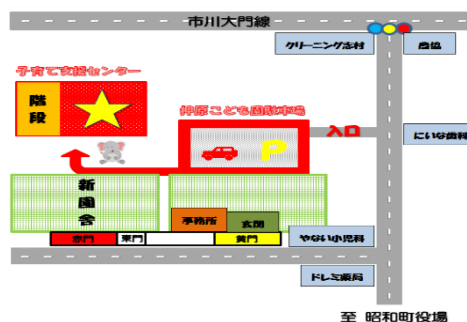 市川大門線
クリーニング志村
農協
子育て支援センター
階段
押原こども園駐車場
入口
にいな歯科
P
新園舎
事務所
玄関
赤門
東門
黄門
やない小児科
ドレミ薬局
至 昭和町役場